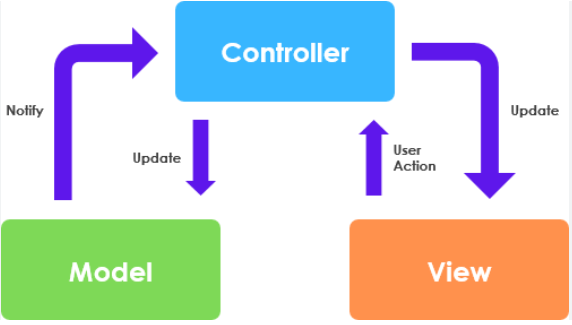 Controller
Notify
Update
Update
User
Action
Model
View